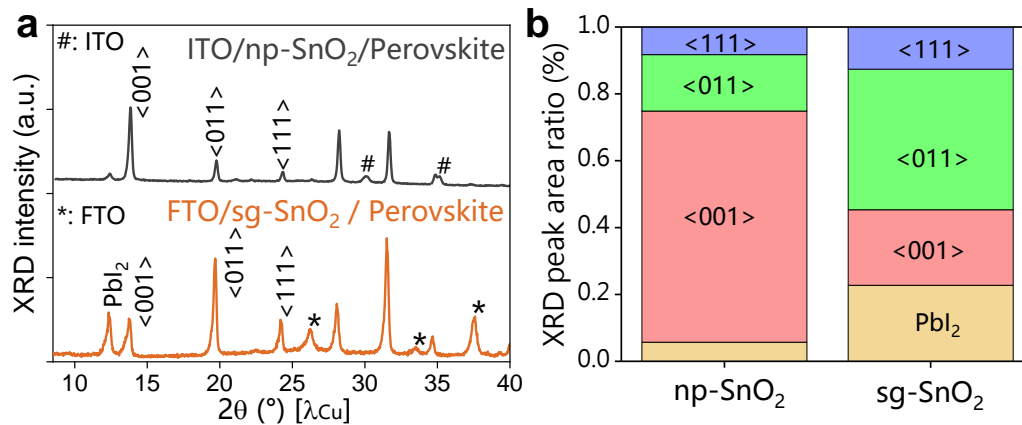 a
#: ITO
ITO/np-SnO₂/Perovskite
<001>
<011>
<111>
#
#
*: FTO
FTO/sg-SnO₂ / Perovskite
PbI₂
<001>
<011>
<111>
*
*
*
XRD intensity (a.u.)
10 15 20 25 30 35 40
2θ (°) [λCu]
b
XRD peak area ratio (%)
1.0
0.8
0.6
0.4
0.2
0.0
<111>
<011>
<001>
<111>
<011>
<001>
PbI₂
np-SnO₂
sg-SnO₂